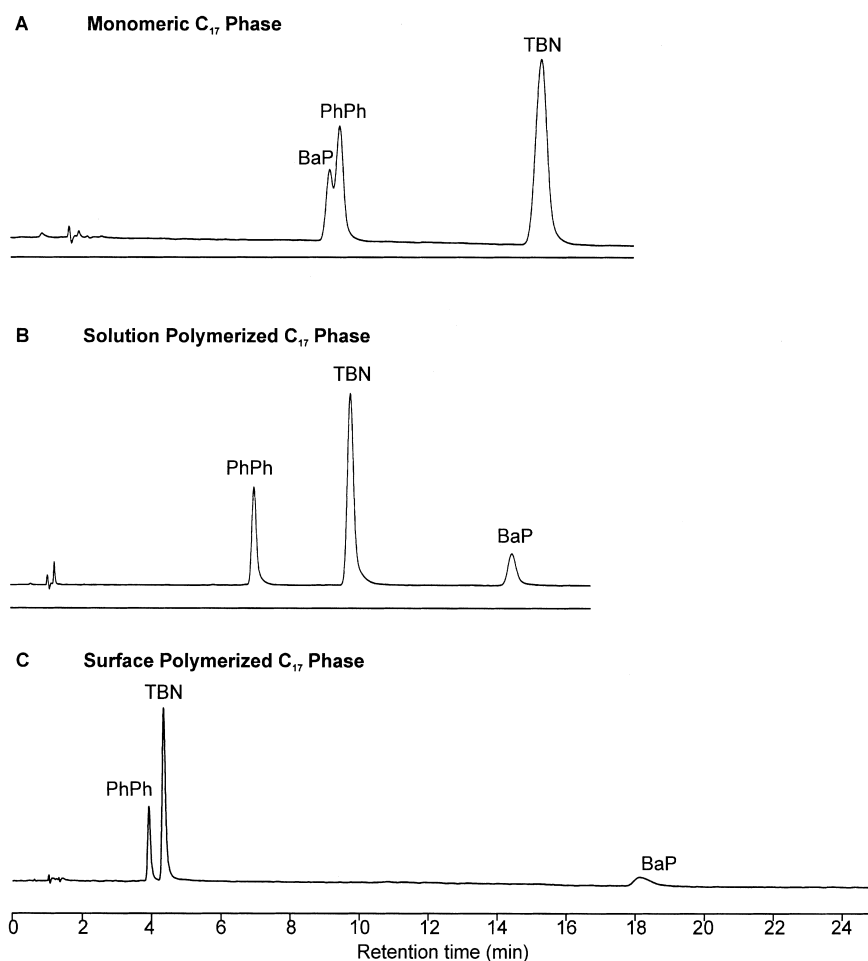 A Monomeric C₁₇ Phase
TBN
PhPh
BaP
B Solution Polymerized C₁₇ Phase
TBN
PhPh
BaP
C Surface Polymerized C₁₇ Phase
TBN
PhPh
BaP
0 2 4 6 8 10 12 14 16 18 20 22 24
Retention time (min)